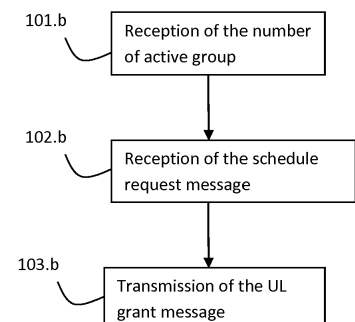 101.b
Reception of the number
of active group
102.b
Reception of the schedule
request message
103.b
Transmission of the UL
grant message